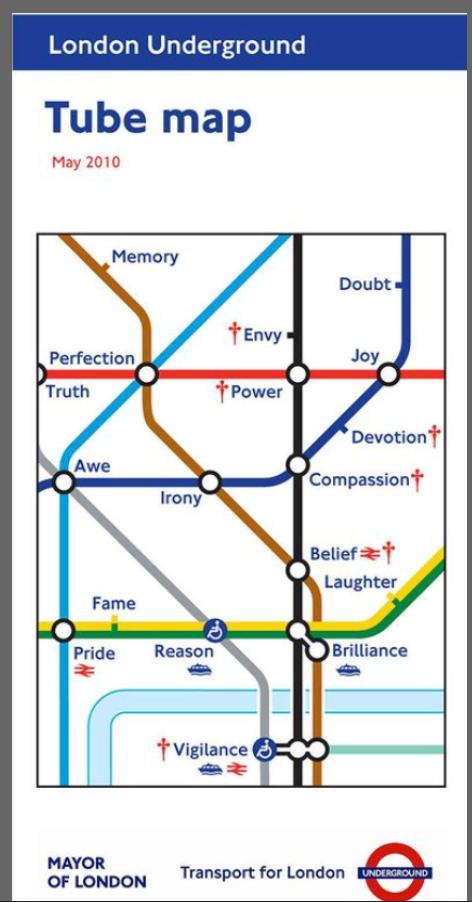 London Underground
Tube map
May 2010
Memory
Doubt
†Envy
Perfection
Joy
Truth
†Power
Devotion†
Awe
Compassion†
Irony
Belief †
Laughter
Fame
Pride
Reason
Brilliance
†Vigilance
MAYOR
OF LONDON
Transport for London
UNDERGROUND